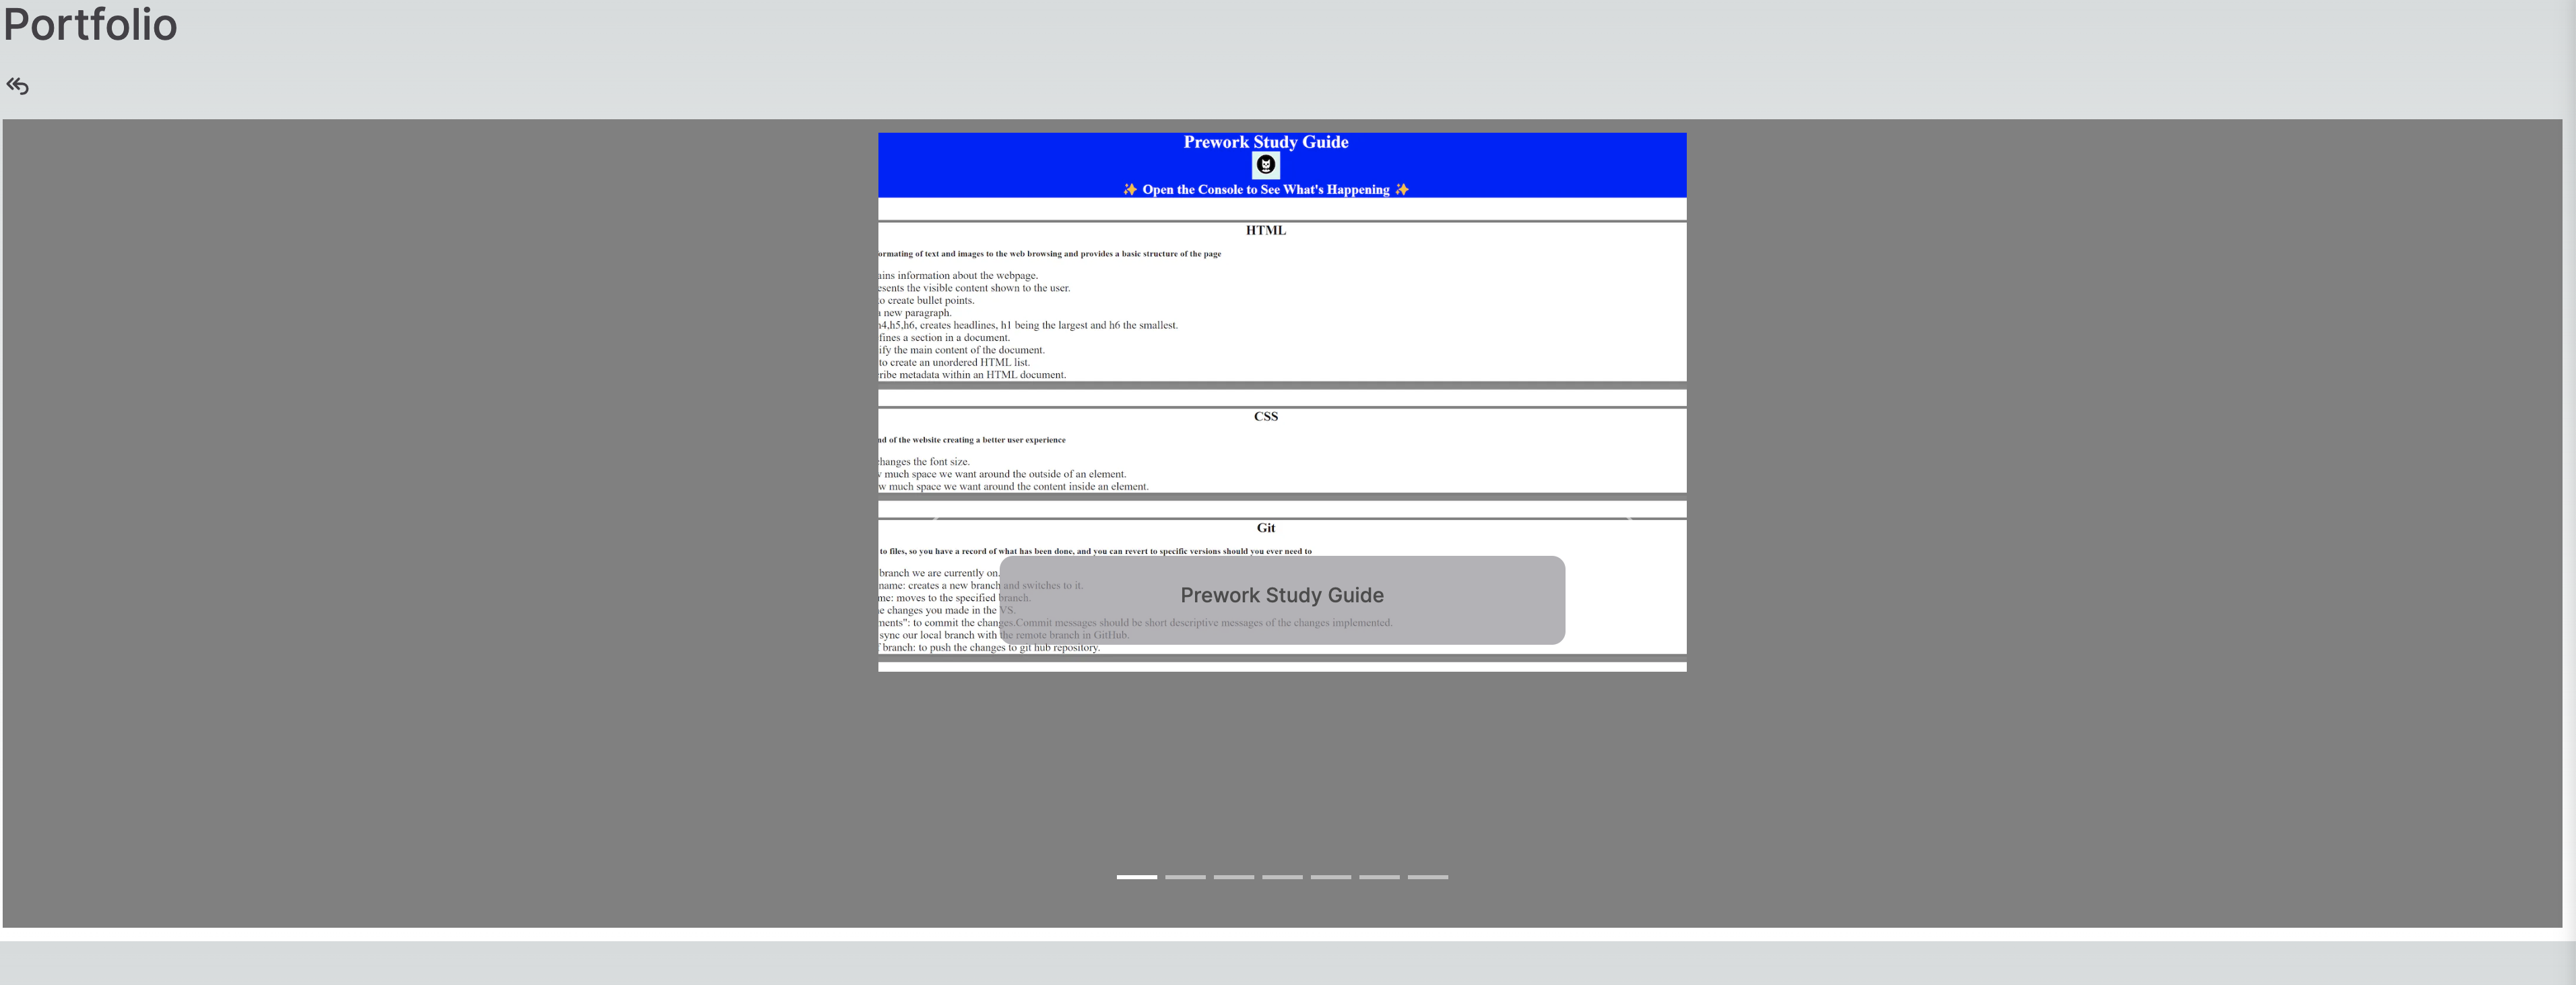 Portfolio
Prework Study Guide
✨ Open the Console to See What's Happening ✨
HTML
ormating of text and images to the web browsing and provides a basic structure of the page
ains information about the webpage.
esents the visible content shown to the user.
to create bullet points.
new paragraph.
h4,h5,h6, creates headlines, h1 being the largest and h6 the smallest.
fines a section in a document.
ify the main content of the document.
to create an unordered HTML list.
ribe metadata within an HTML document.
CSS
nd of the website creating a better user experience
changes the font size.
much space we want around the outside of an element.
w much space we want around the content inside an element.
Git
to files, so you have a record of what has been done, and you can revert to specific versions should you ever need to
branch we are currently on.
name: creates a new branch and switches to it.
me: moves to the specified branch.
e changes you made in the VS.
Prework Study Guide
ments": to commit the changes.Commit messages should be short descriptive messages of the changes implemented.
sync our local branch with the remote branch in GitHub.
branch: to push the changes to git hub repository.